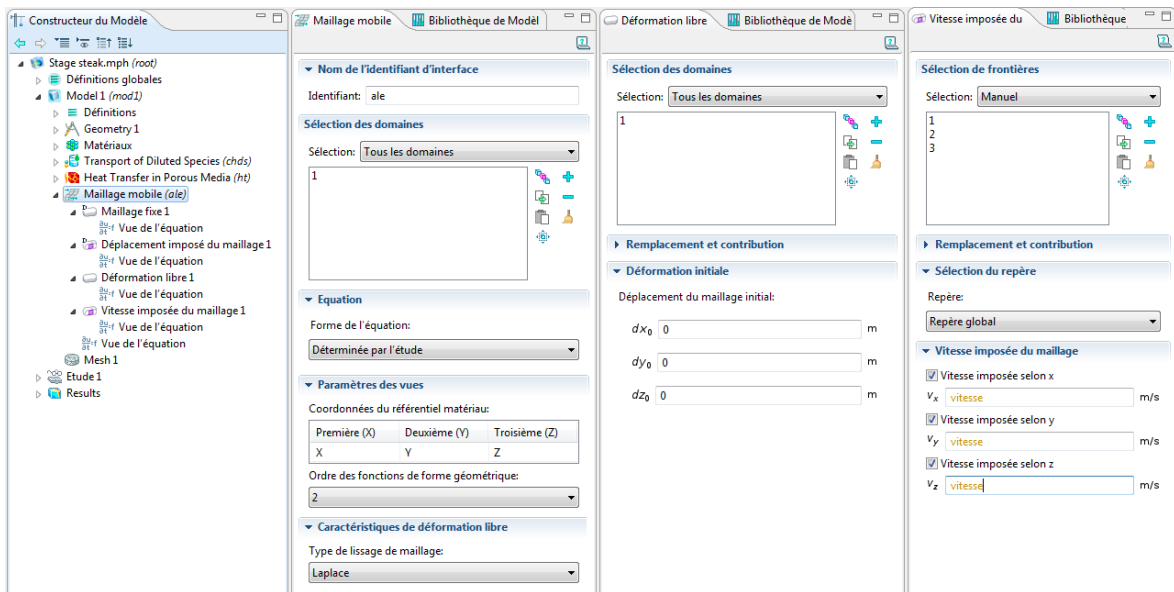 Constructeur du Modèle
Stage steak.mph (root)
Définitions globales
Model 1 (mod1)
Définitions
Geometry 1
Matériaux
Transport of Diluted Species (chds)
Heat Transfer in Porous Media (ht)
Maillage mobile (ale)
Maillage fixe 1
Vue de l'équation
Déplacement imposé du maillage 1
Vue de l'équation
Déformation libre 1
Vue de l'équation
Vitesse imposée du maillage 1
Vue de l'équation
Vue de l'équation
Mesh 1
Etude 1
Results
Maillage mobile
Bibliothèque de Modèl
Nom de l'identifiant d'interface
Identifiant: ale
Sélection des domaines
Sélection: Tous les domaines
1
Equation
Forme de l'équation:
Déterminée par l'étude
Paramètres des vues
Coordonnées du référentiel matériau:
Première (X) Deuxième (Y) Troisième (Z)
X Y Z
Ordre des fonctions de forme géométrique:
2
Caractéristiques de déformation libre
Type de lissage de maillage:
Laplace
Déformation libre
Bibliothèque de Modè
Sélection des domaines
Sélection: Tous les domaines
1
Remplacement et contribution
Déformation initiale
Déplacement du maillage initial:
dx0 0 m
dy0 0 m
dz0 0 m
Vitesse imposée du
Bibliothèque
Sélection de frontières
Sélection: Manuel
1
2
3
Remplacement et contribution
Sélection du repère
Repère:
Repère global
Vitesse imposée du maillage
Vitesse imposée selon x
vx vitesse m/s
Vitesse imposée selon y
vy vitesse m/s
Vitesse imposée selon z
vz vitesse m/s